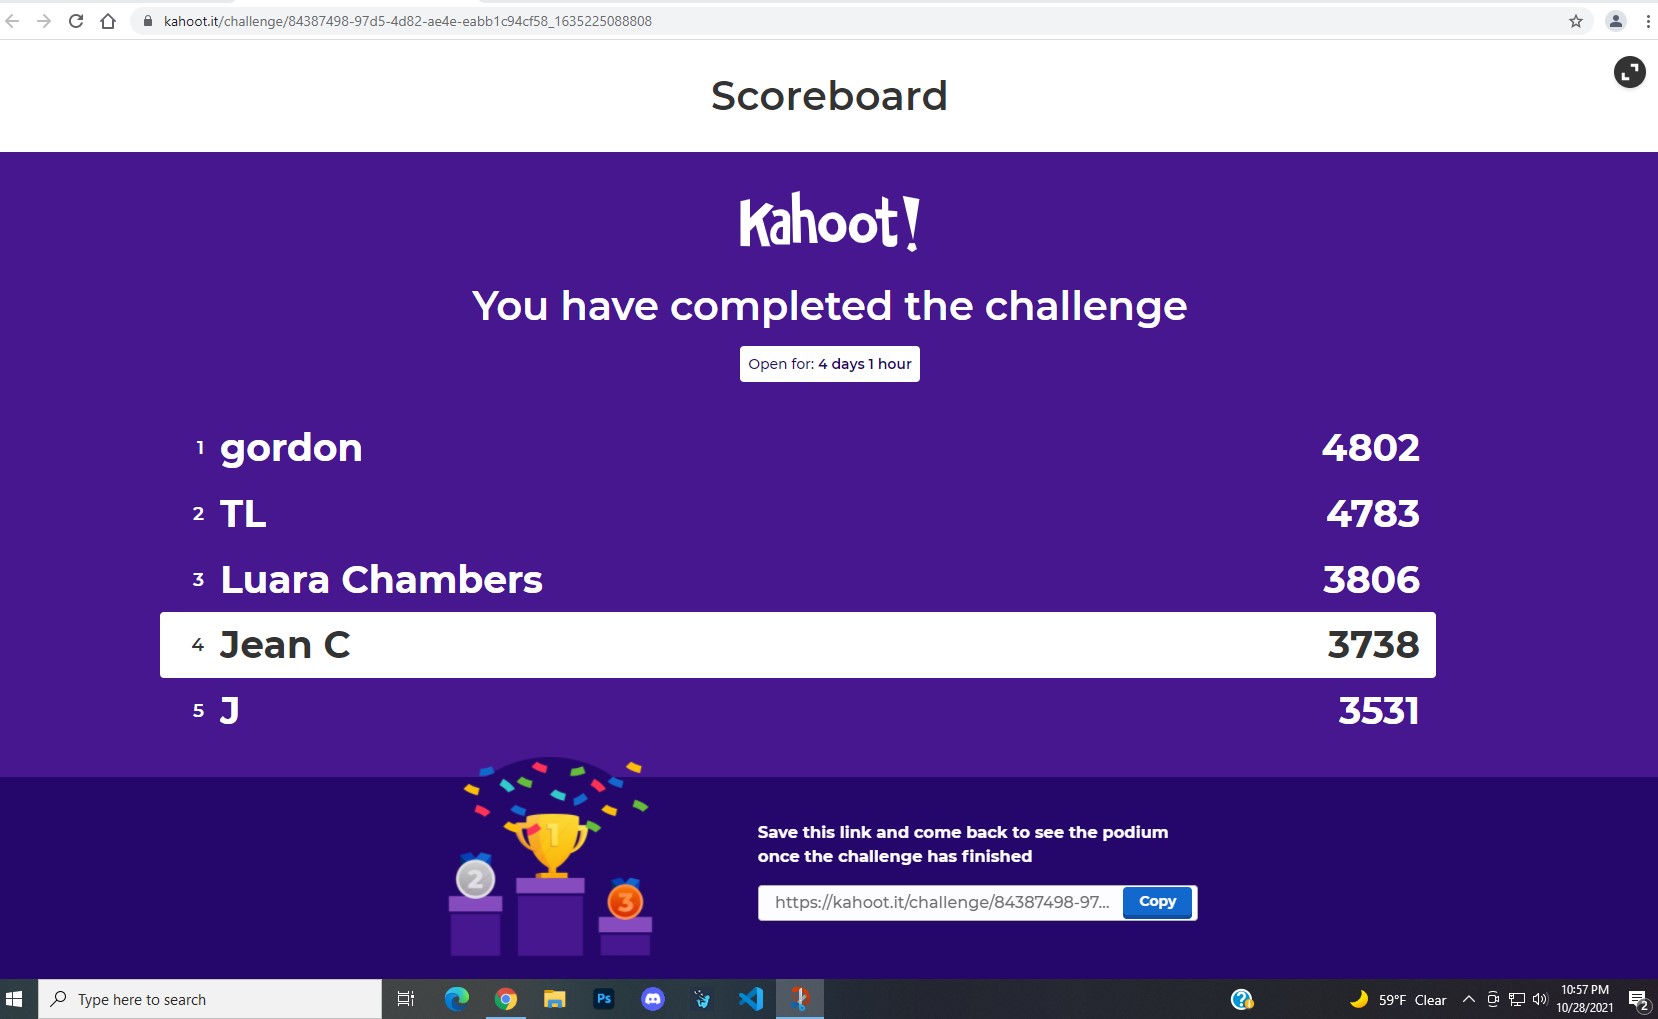 kahoot.it/challenge/84387498-97d5-4d82-ae4e-eabb1c94cf58_1635225088808
Scoreboard
Kahoot!
You have completed the challenge
Open for: 4 days 1 hour
1 gordon 4802
2 TL 4783
3 Luara Chambers 3806
4 Jean C 3738
5 J 3531
1
2
3
Save this link and come back to see the podium
once the challenge has finished
https://kahoot.it/challenge/84387498-97... Copy
Type here to search
Ps
59°F Clear
10:57 PM
10/28/2021
2